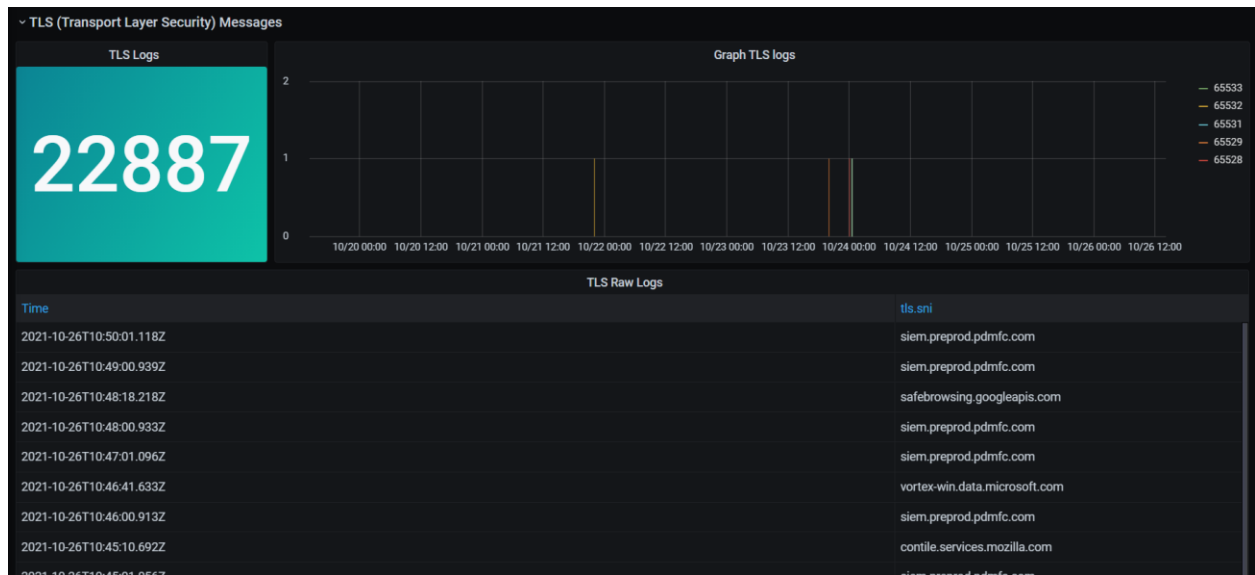 TLS (Transport Layer Security) Messages
TLS Logs
22887
Graph TLS logs
2
1
0
10/20 00:00 10/20 12:00 10/21 00:00 10/21 12:00 10/22 00:00 10/22 12:00 10/23 00:00 10/23 12:00 10/24 00:00 10/24 12:00 10/25 00:00 10/25 12:00 10/26 00:00 10/26 12:00
65533
65532
65531
65529
65528
TLS Raw Logs
Time tls.sni
2021-10-26T10:50:01.118Z siem.preprod.pdmfc.com
2021-10-26T10:49:00.939Z siem.preprod.pdmfc.com
2021-10-26T10:48:18.218Z safebrowsing.googleapis.com
2021-10-26T10:48:00.933Z siem.preprod.pdmfc.com
2021-10-26T10:47:01.096Z siem.preprod.pdmfc.com
2021-10-26T10:46:41.633Z vortex-win.data.microsoft.com
2021-10-26T10:46:00.913Z siem.preprod.pdmfc.com
2021-10-26T10:45:10.692Z contile.services.mozilla.com